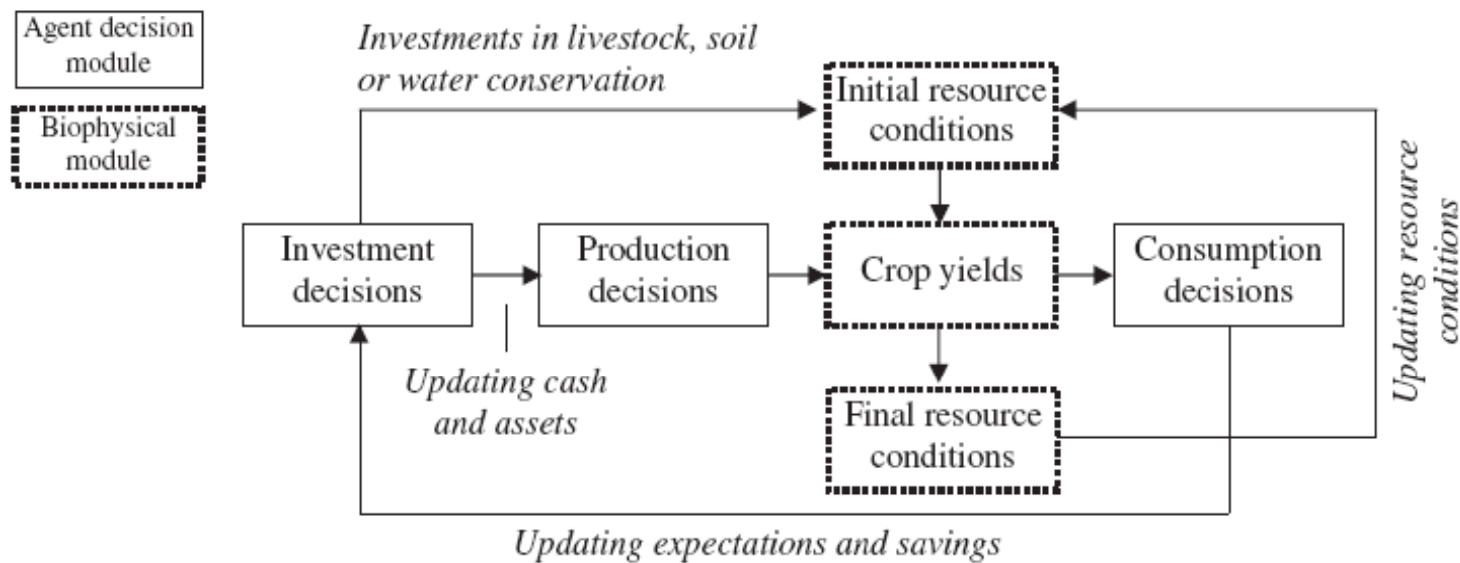 Agent decision
module
Biophysical
module
Investments in livestock, soil
or water conservation
Initial resource
conditions
Investment
decisions
Production
decisions
Crop yields
Consumption
decisions
Updating cash
and assets
Final resource
conditions
Updating resource
conditions
Updating expectations and savings